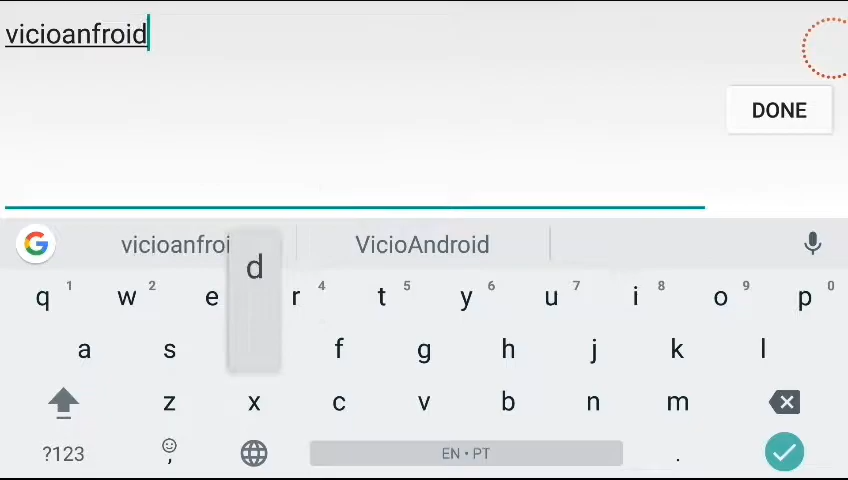 vicioanfroid
DONE
G vicioanfroi VicioAndroid
d
q 1 w 2 e r 4 t 5 y 6 u 7 i 8 o 9 p 0
a s f g h j k l
z x c v b n m
?123 , EN • PT .